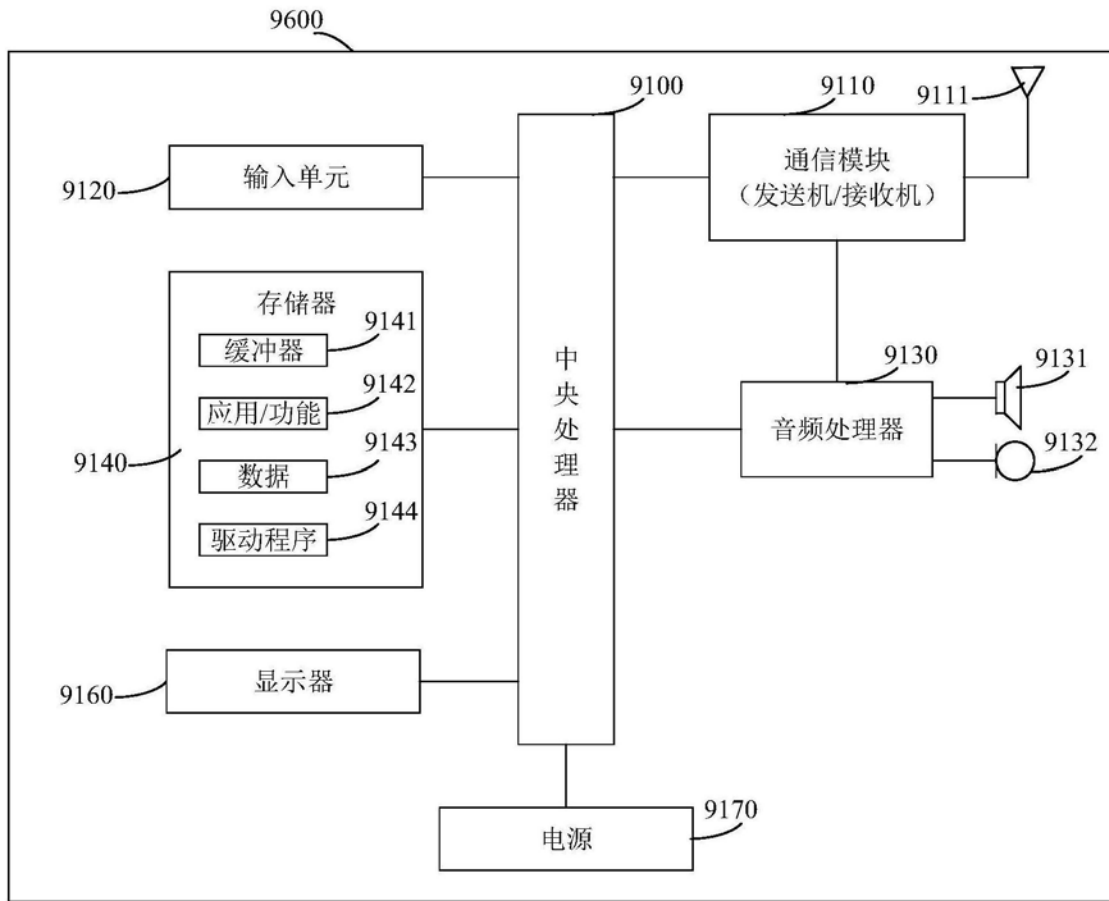 9600
9100
9110
9111
输入单元
9120
通信模块
（发送机/接收机）
存储器
9141
缓冲器
9142
应用/功能
9140
9143
数据
9144
驱动程序
中
央
处
理
器
9130
9131
音频处理器
9132
9160
显示器
9170
电源